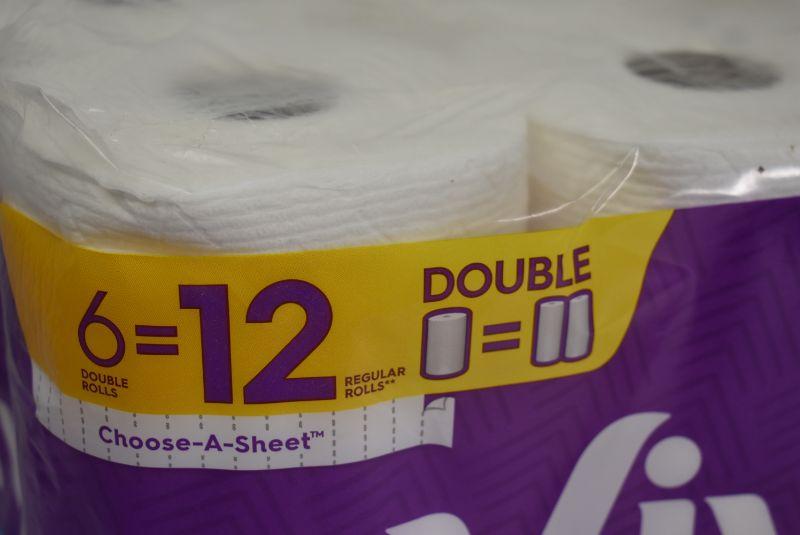 6=12
DOUBLE
ROLLS
REGULAR
ROLLS**
DOUBLE
=
Choose-A-Sheet™